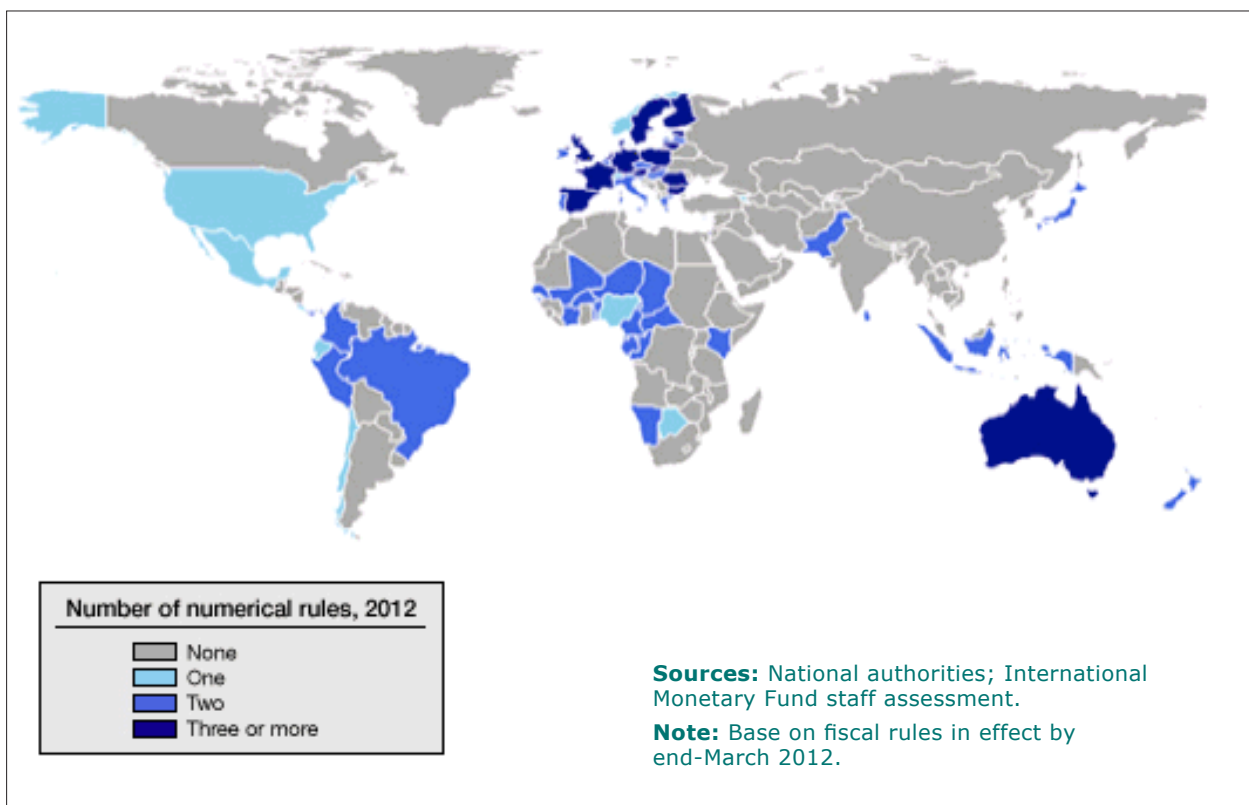 Number of numerical rules, 2012
None
One
Two
Three or more
Sources: National authorities; International
Monetary Fund staff assessment.
Note: Base on fiscal rules in effect by
end-March 2012.